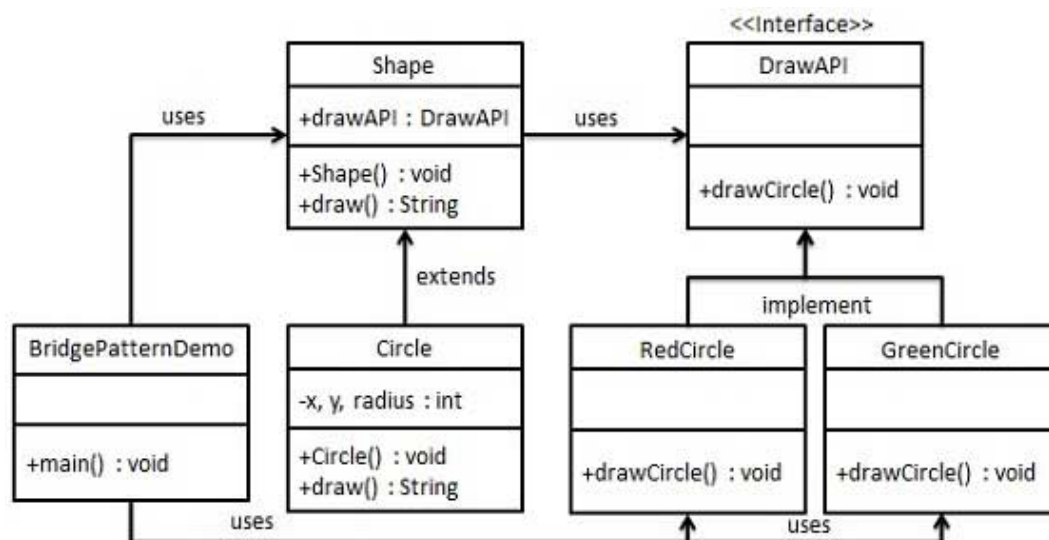 <<Interface>>
Shape
DrawAPI
+drawAPI : DrawAPI
uses
uses
+Shape() : void
+draw() : String
+drawCircle() : void
extends
implement
BridgePatternDemo
Circle
RedCircle
GreenCircle
-x, y, radius : int
+main() : void
+Circle() : void
+draw() : String
+drawCircle() : void
+drawCircle() : void
uses
uses